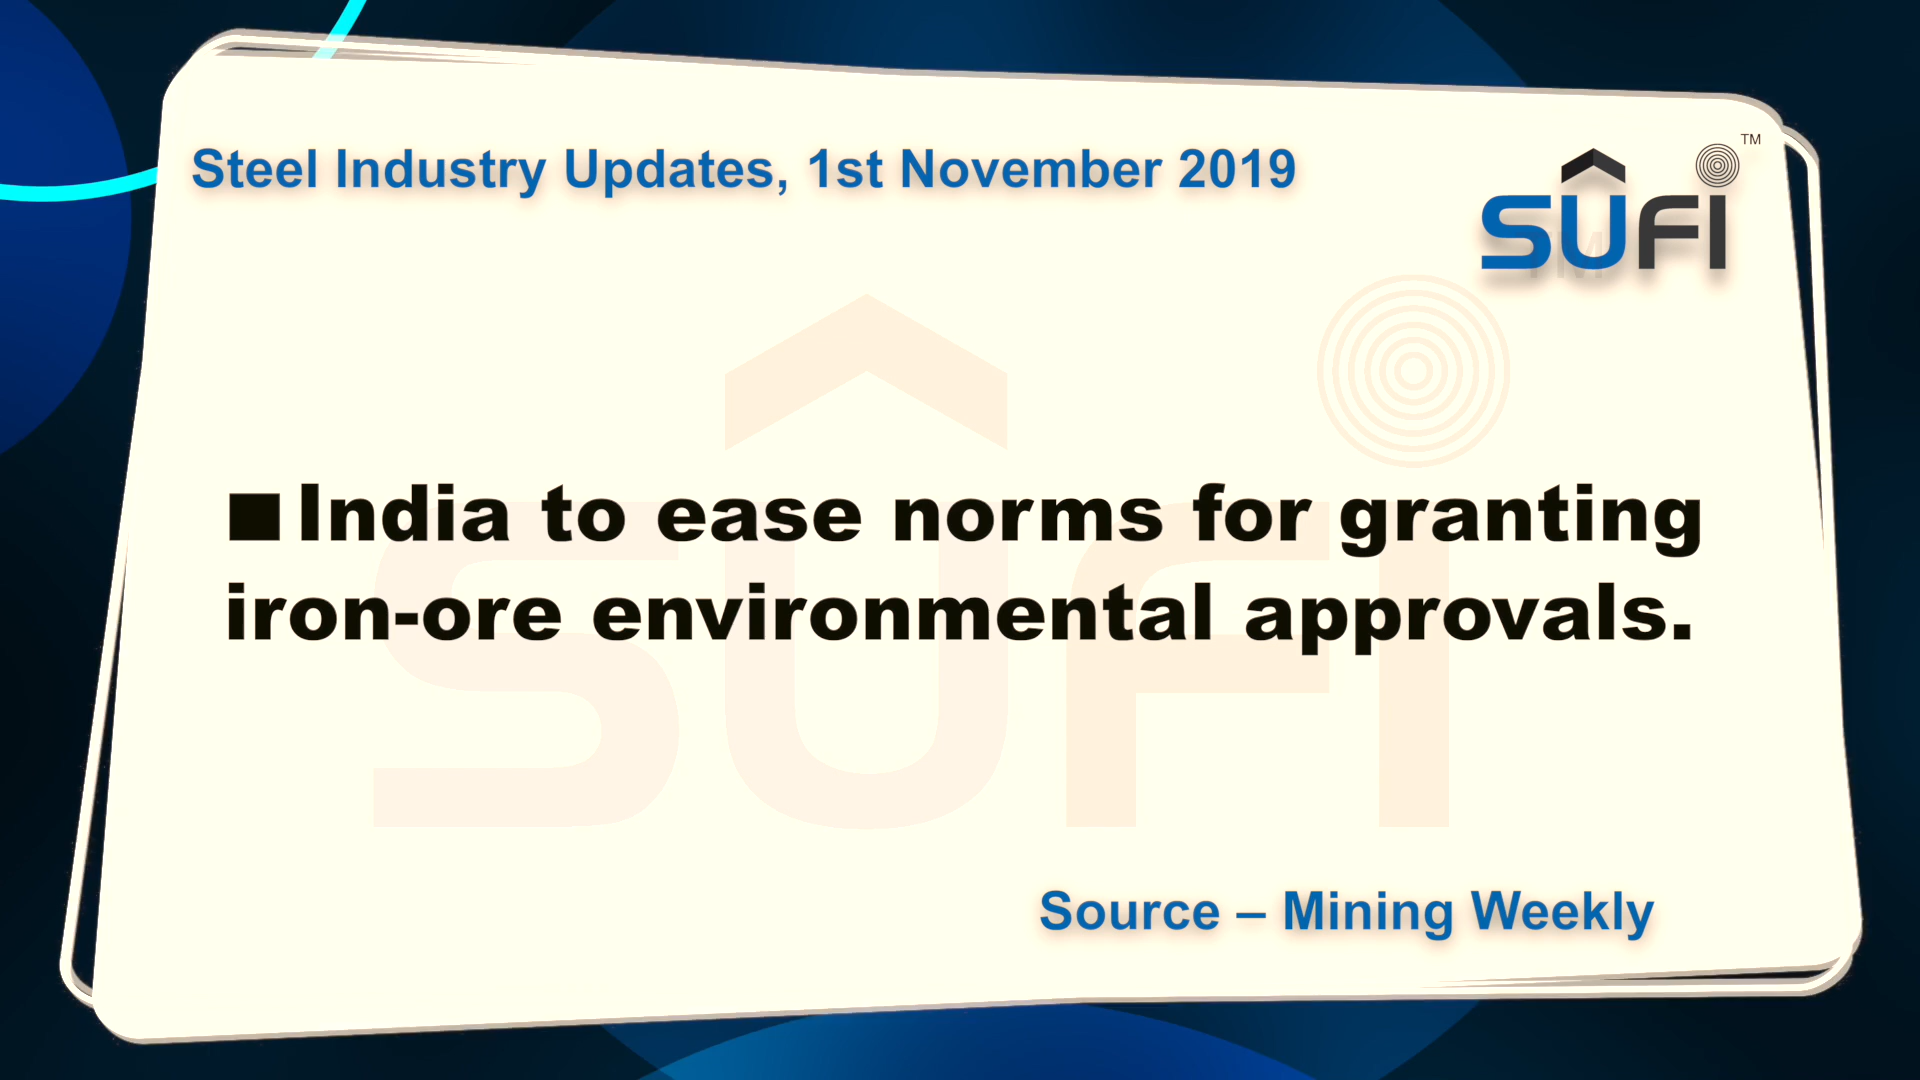 Steel Industry Updates, 1st November 2019
TM
SÛFI
■India to ease norms for granting
iron-ore environmental approvals.
Source – Mining Weekly